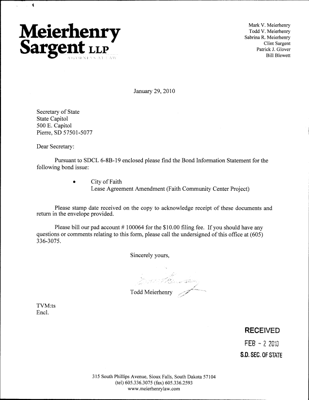 Meierhenry
Sargent LLP
Mark V. Meierhenry
Todd V. Meierhenry
Sabrina R. Meierhenry
Clint Sargent
Patrick J. Glover
Bill Blewett
January 29, 2010
Secretary of State
State Capitol
500 E. Capitol
Pierre, SD 57501-5077
Dear Secretary:
Pursuant to SDCL 6-8B-19 enclosed please find the Bond Information Statement for the
following bond issue:
• City of Faith
Lease Agreement Amendment (Faith Community Center Project)
Please stamp date received on the copy to acknowledge receipt of these documents and
return in the envelope provided.
Please bill our pad account # 100064 for the $10.00 filing fee. If you should have any
questions or comments relating to this form, please call the undersigned of this office at (605)
336-3075.
Sincerely yours,
Todd Meierhenry
TVM:ts
Encl.
RECEIVED
FEB - 2 2010
S.D. SEC. OF STATE
315 South Phillips Avenue, Sioux Falls, South Dakota 57104
(tel) 605.336.3075 (fax) 605.336.2593
www.meierhenrylaw.com